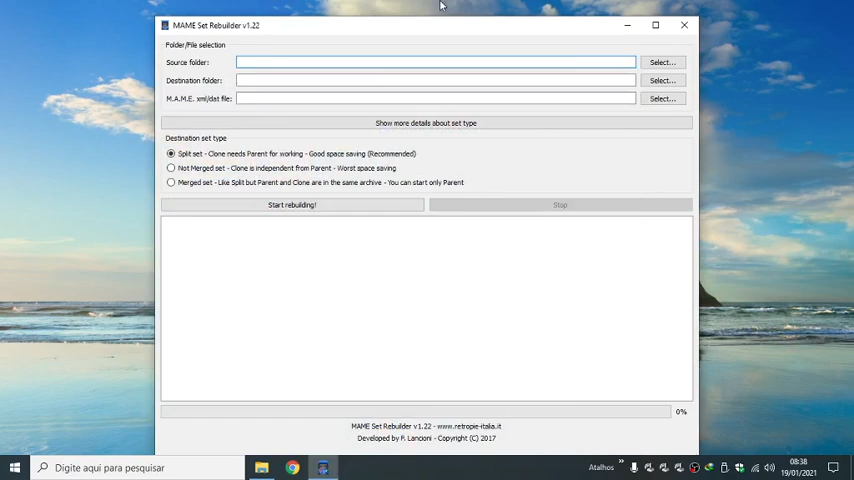 MAME Set Rebuilder v1.22
Folder/File selection
Source folder:
Select...
Destination folder:
Select...
M.A.M.E. xml/dat file:
Select...
Show more details about set type
Destination set type
Split set - Clone needs Parent for working - Good space saving (Recommended)
Not Merged set - Clone is independent from Parent - Worst space saving
Merged set - Like Split but Parent and Clone are in the same archive - You can start only Parent
Start rebuilding!
Stop
0%
MAME Set Rebuilder v1.22 - www.retropie-italia.it
Developed by F. Lancioni - Copyright (C) 2017
Digite aqui para pesquisar
Atalhos
»
08:38
19/01/2021